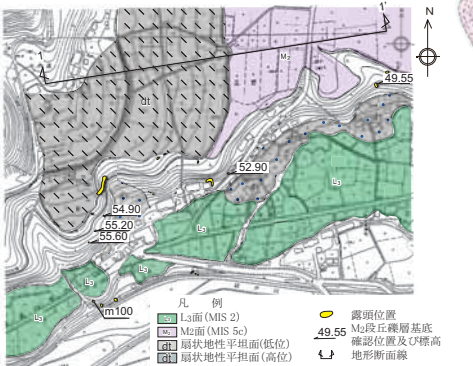 1'
N
1
M₂
49.55
dt
52.90
L₃
54.90
55.20
55.60
L₃
L₃
L₃
m100
凡 例
L₃ L₃面(MIS 2)
M₂ M₂面(MIS 5c)
dt 扇状地性平坦面(低位)
dt 扇状地性平担面(高位)
露頭位置
49.55 M₂段丘礫層基底
確認位置及び標高
地形断面線